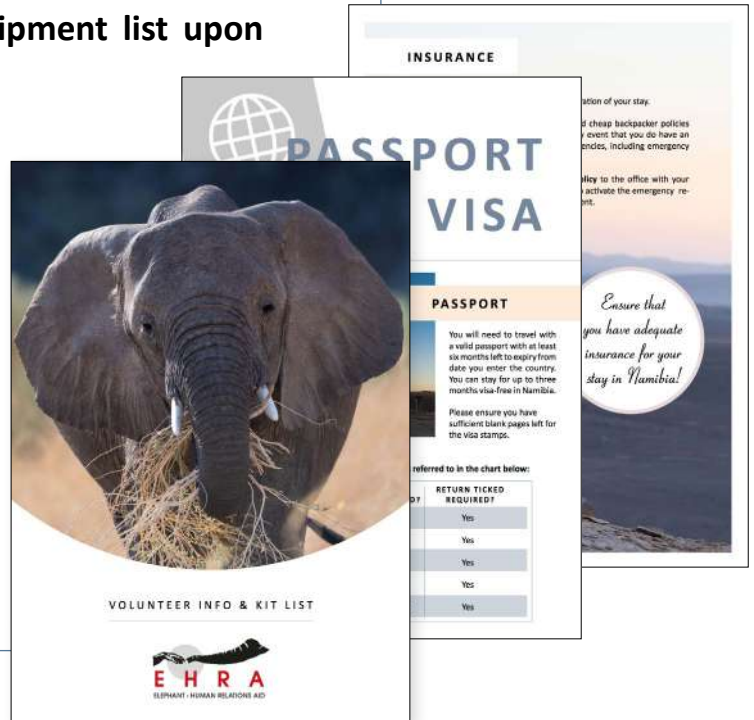 ipment list upon
INSURANCE
ation of your stay.
d cheap backpacker policies
event that you do have an
encies, including emergency
olicy to the office with your
activate the emergency re-
ent.
Ensure that
you have adequate
insurance for your
stay in Namibia!
PASSPORT
VISA
PASSPORT
You will need to travel with
a valid passport with at least
six months left to expiry from
date you enter the country.
You can stay for up to three
months visa-free in Namibia.
Please ensure you have
sufficient blank pages left for
the visa stamps.
referred to in the chart below:
RETURN TICKED
D? REQUIRED?
Yes
Yes
Yes
Yes
Yes
VOLUNTEER INFO & KIT LIST
EHRA
ELEPHANT - HUMAN RELATIONS AID